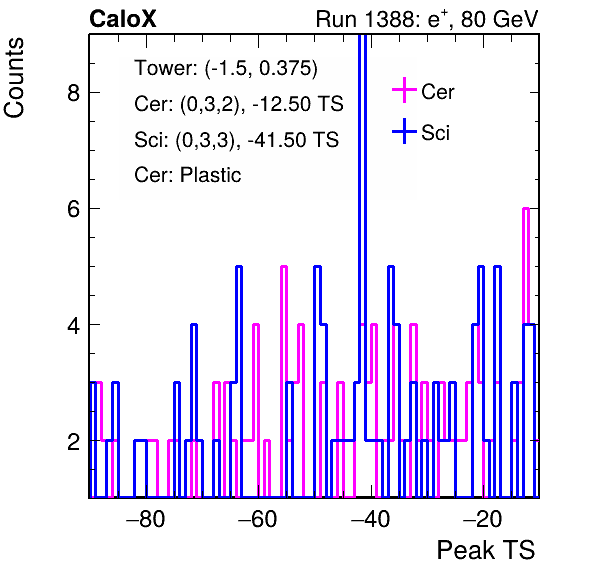 CaloX Run 1388: e⁺, 80 GeV
Counts
Tower: (-1.5, 0.375)
Cer: (0,3,2), -12.50 TS
Sci: (0,3,3), -41.50 TS
Cer: Plastic
Cer
Sci
8
6
4
2
−80 −60 −40 −20
Peak TS